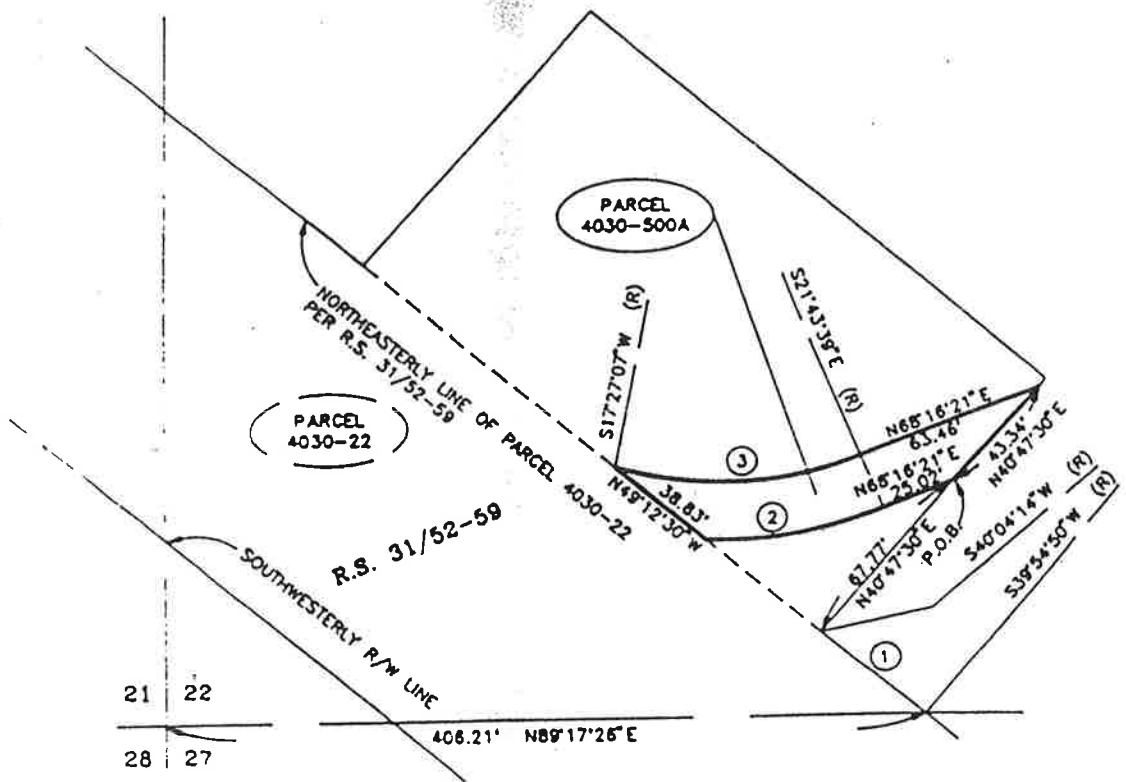 PARCEL
4030-500A
S17°27'07"W (R)
S21°43'39"E (R)
NORTHEASTERLY LINE OF PARCEL 4030-22
PER R.S. 31/52-59
PARCEL
4030-22
N68°16'21"E
63.46'
3
N68°16'21"E
25.02'
43.34'
N40°47'30"E
38.83'
N49°12'30"W
2
R.S. 31/52-59
67.77'
N40°47'30"E
P.O.B.
S40°04'14"W (R)
S39°54'50"W (R)
SOUTHWESTERLY R/W LINE
1
21 22
28 27
406.21' N89°17'26"E